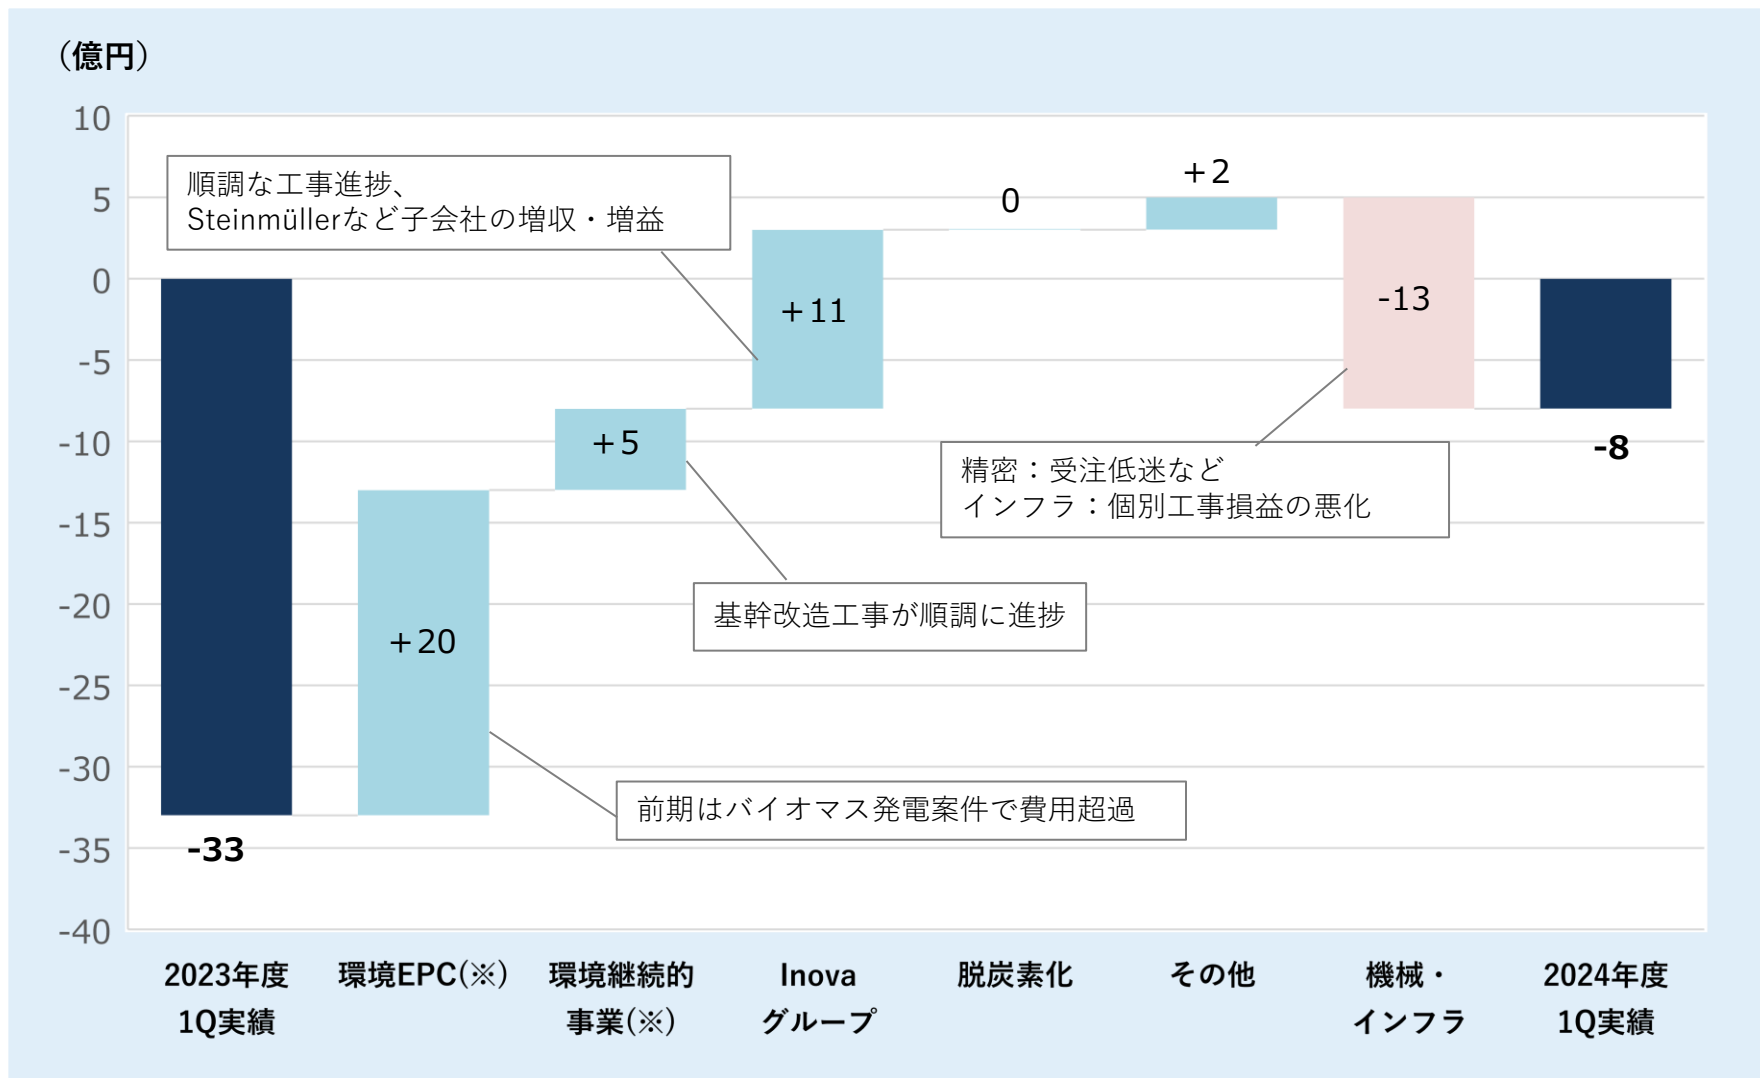 （億円）
10
5
0
-5
-10
-15
-20
-25
-30
-35
-40
順調な工事進捗、
Steinmüllerなど子会社の増収・増益
-33
+20
+5
+11
0
+2
-13
-8
精密：受注低迷など
インフラ：個別工事損益の悪化
基幹改造工事が順調に進捗
前期はバイオマス発電案件で費用超過
2023年度
1Q実績
環境EPC(※)
環境継続的
事業(※)
Inova
グループ
脱炭素化
その他
機械・
インフラ
2024年度
1Q実績